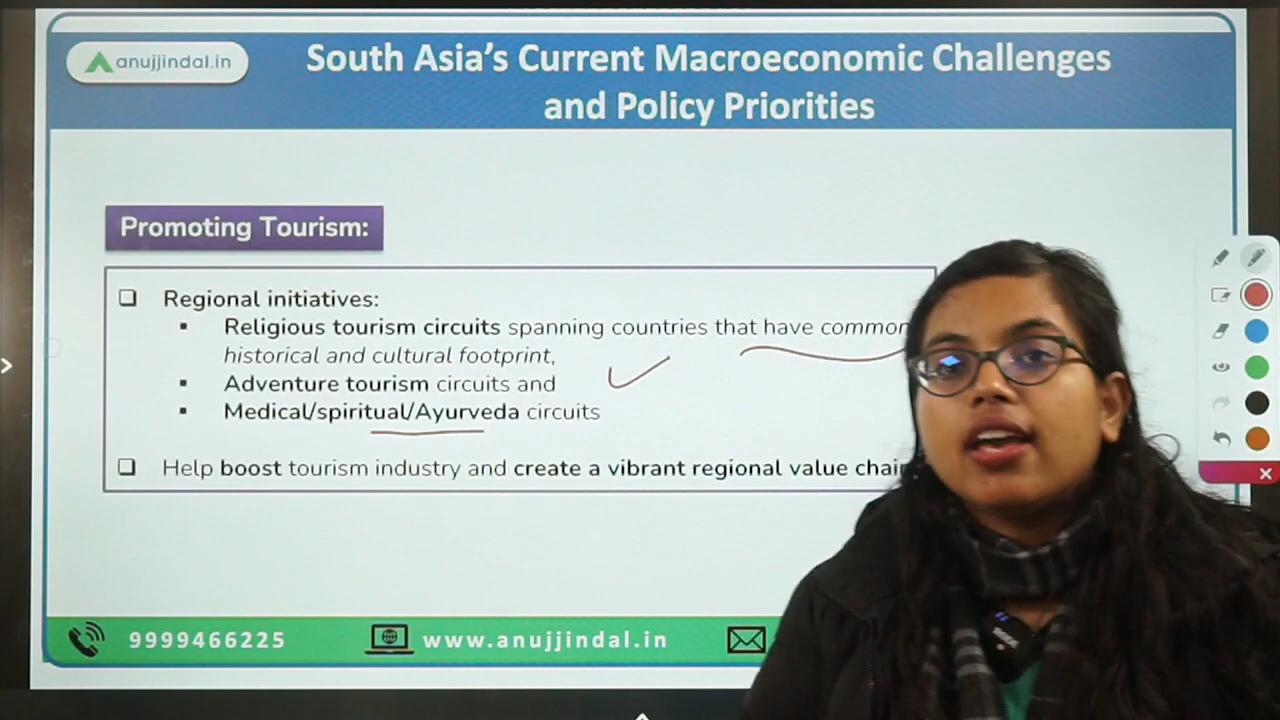 anujjindal.in
South Asia's Current Macroeconomic Challenges
and Policy Priorities
Promoting Tourism:
Regional initiatives:
Religious tourism circuits spanning countries that have common
historical and cultural footprint,
Adventure tourism circuits and
Medical/spiritual/Ayurveda circuits
Help boost tourism industry and create a vibrant regional value chain
9999466225
www.anujjindal.in